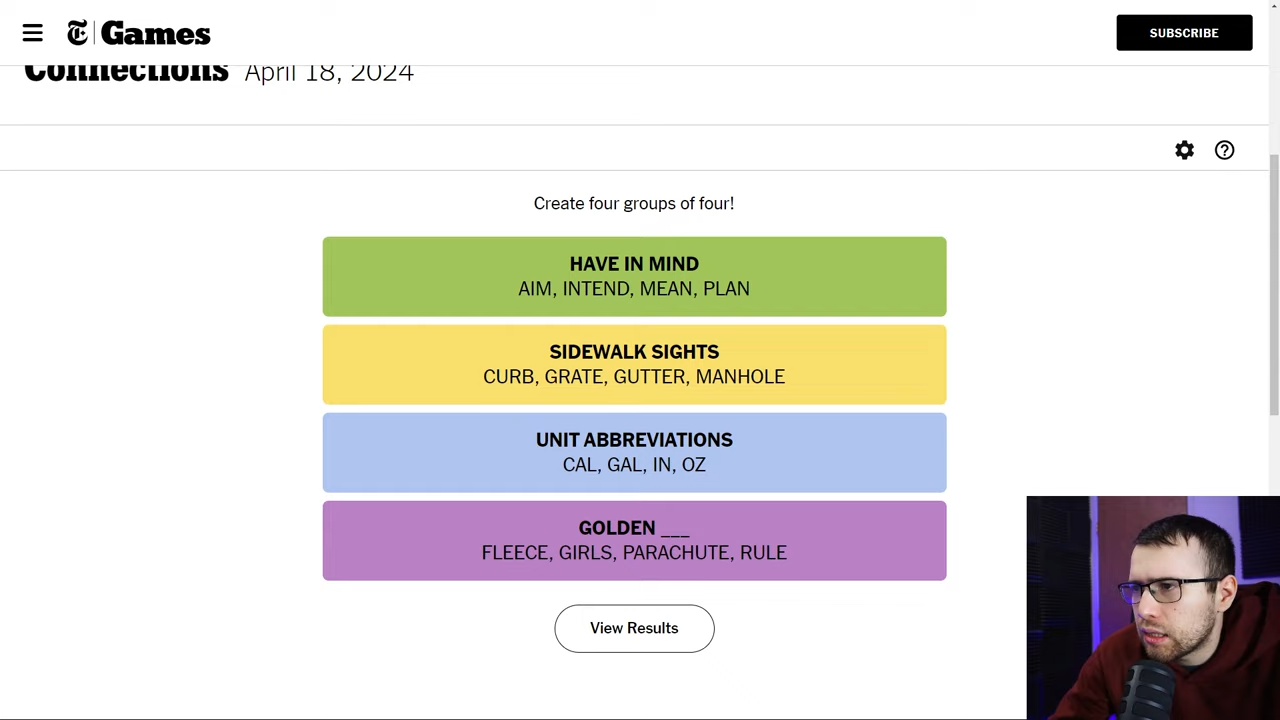 T Games
SUBSCRIBE
Connections April 18, 2024
Create four groups of four!
HAVE IN MIND
AIM, INTEND, MEAN, PLAN
SIDEWALK SIGHTS
CURB, GRATE, GUTTER, MANHOLE
UNIT ABBREVIATIONS
CAL, GAL, IN, OZ
GOLDEN ___
FLEECE, GIRLS, PARACHUTE, RULE
View Results